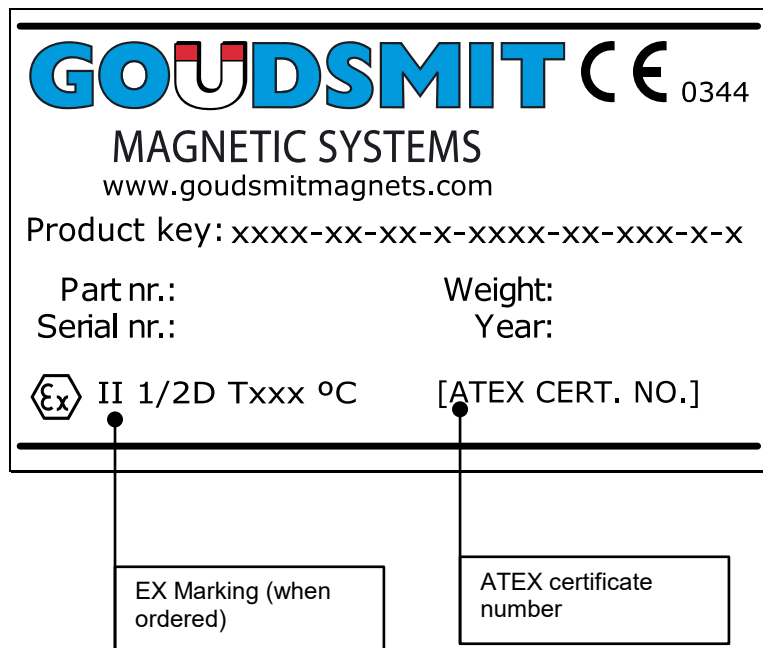 GOUDSMIT CE 0344
MAGNETIC SYSTEMS
www.goudsmitmagnets.com
Product key: xxxx-xx-xx-x-xxxx-xx-xxx-x-x
Part nr.: Weight:
Serial nr.: Year:
Ex II 1/2D Txxx ºC [ATEX CERT. NO.]
EX Marking (when
ordered)
ATEX certificate
number